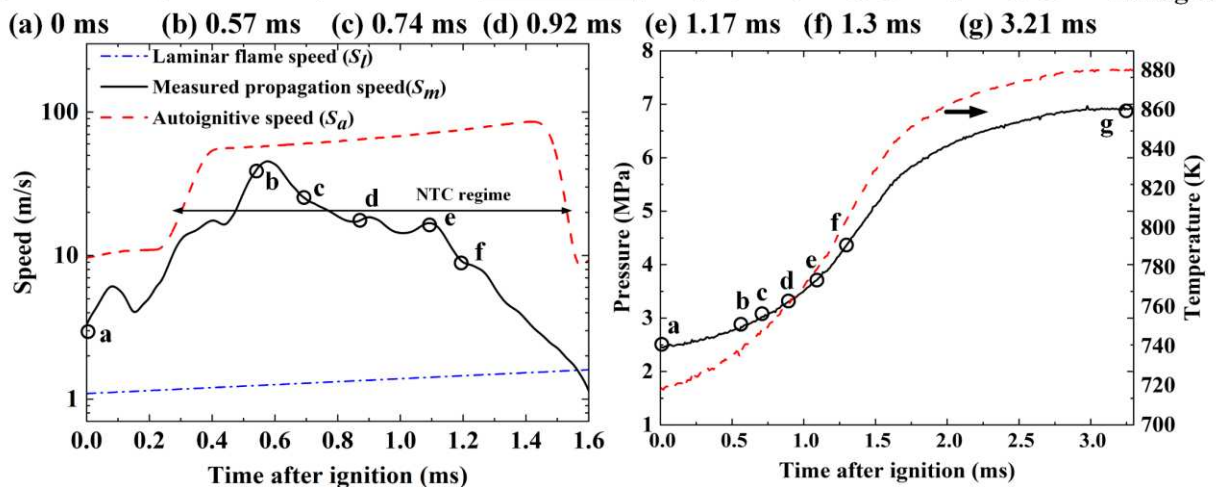 (a) 0 ms (b) 0.57 ms (c) 0.74 ms (d) 0.92 ms (e) 1.17 ms (f) 1.3 ms (g) 3.21 ms
Laminar flame speed (Sl)
Measured propagation speed(Sm)
Autoignitive speed (Sa)
100
10
1
Speed (m/s)
NTC regime
a
b
c
d
e
f
0.0 0.2 0.4 0.6 0.8 1.0 1.2 1.4 1.6
Time after ignition (ms)
8
7
6
5
4
3
2
1
Pressure (MPa)
a
b
c
d
e
f
g
880
860
840
820
800
780
760
740
720
700
Temperature (K)
0.0 0.5 1.0 1.5 2.0 2.5 3.0
Time after ignition (ms)